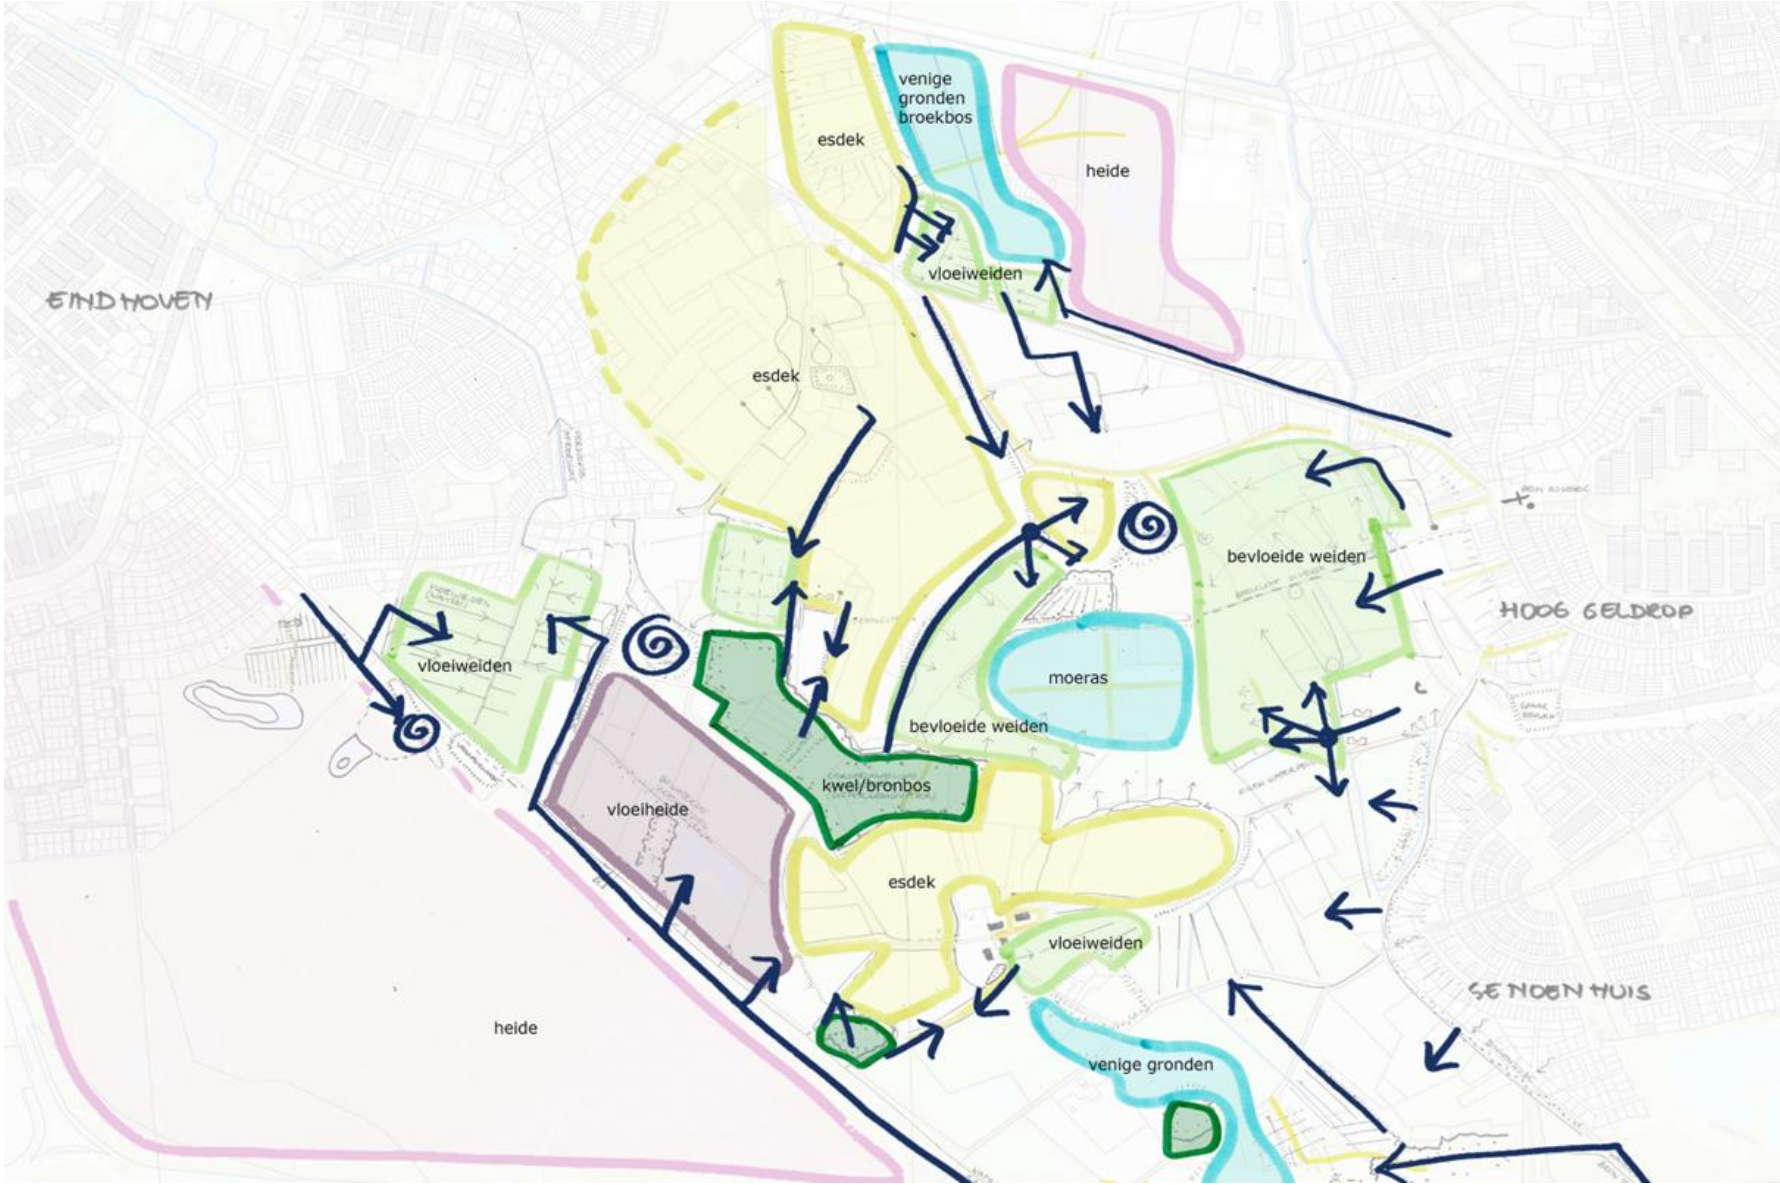 venige
gronden
broekbos
esdek
heide
vloeiweiden
EINDHOVEN
esdek
bevloeide weiden
HOOG GELDROP
vloeiweiden
moeras
bevloeide weiden
kwel/bronbos
vloeiheide
esdek
vloeiweiden
GENOENHUIS
heide
venige gronden